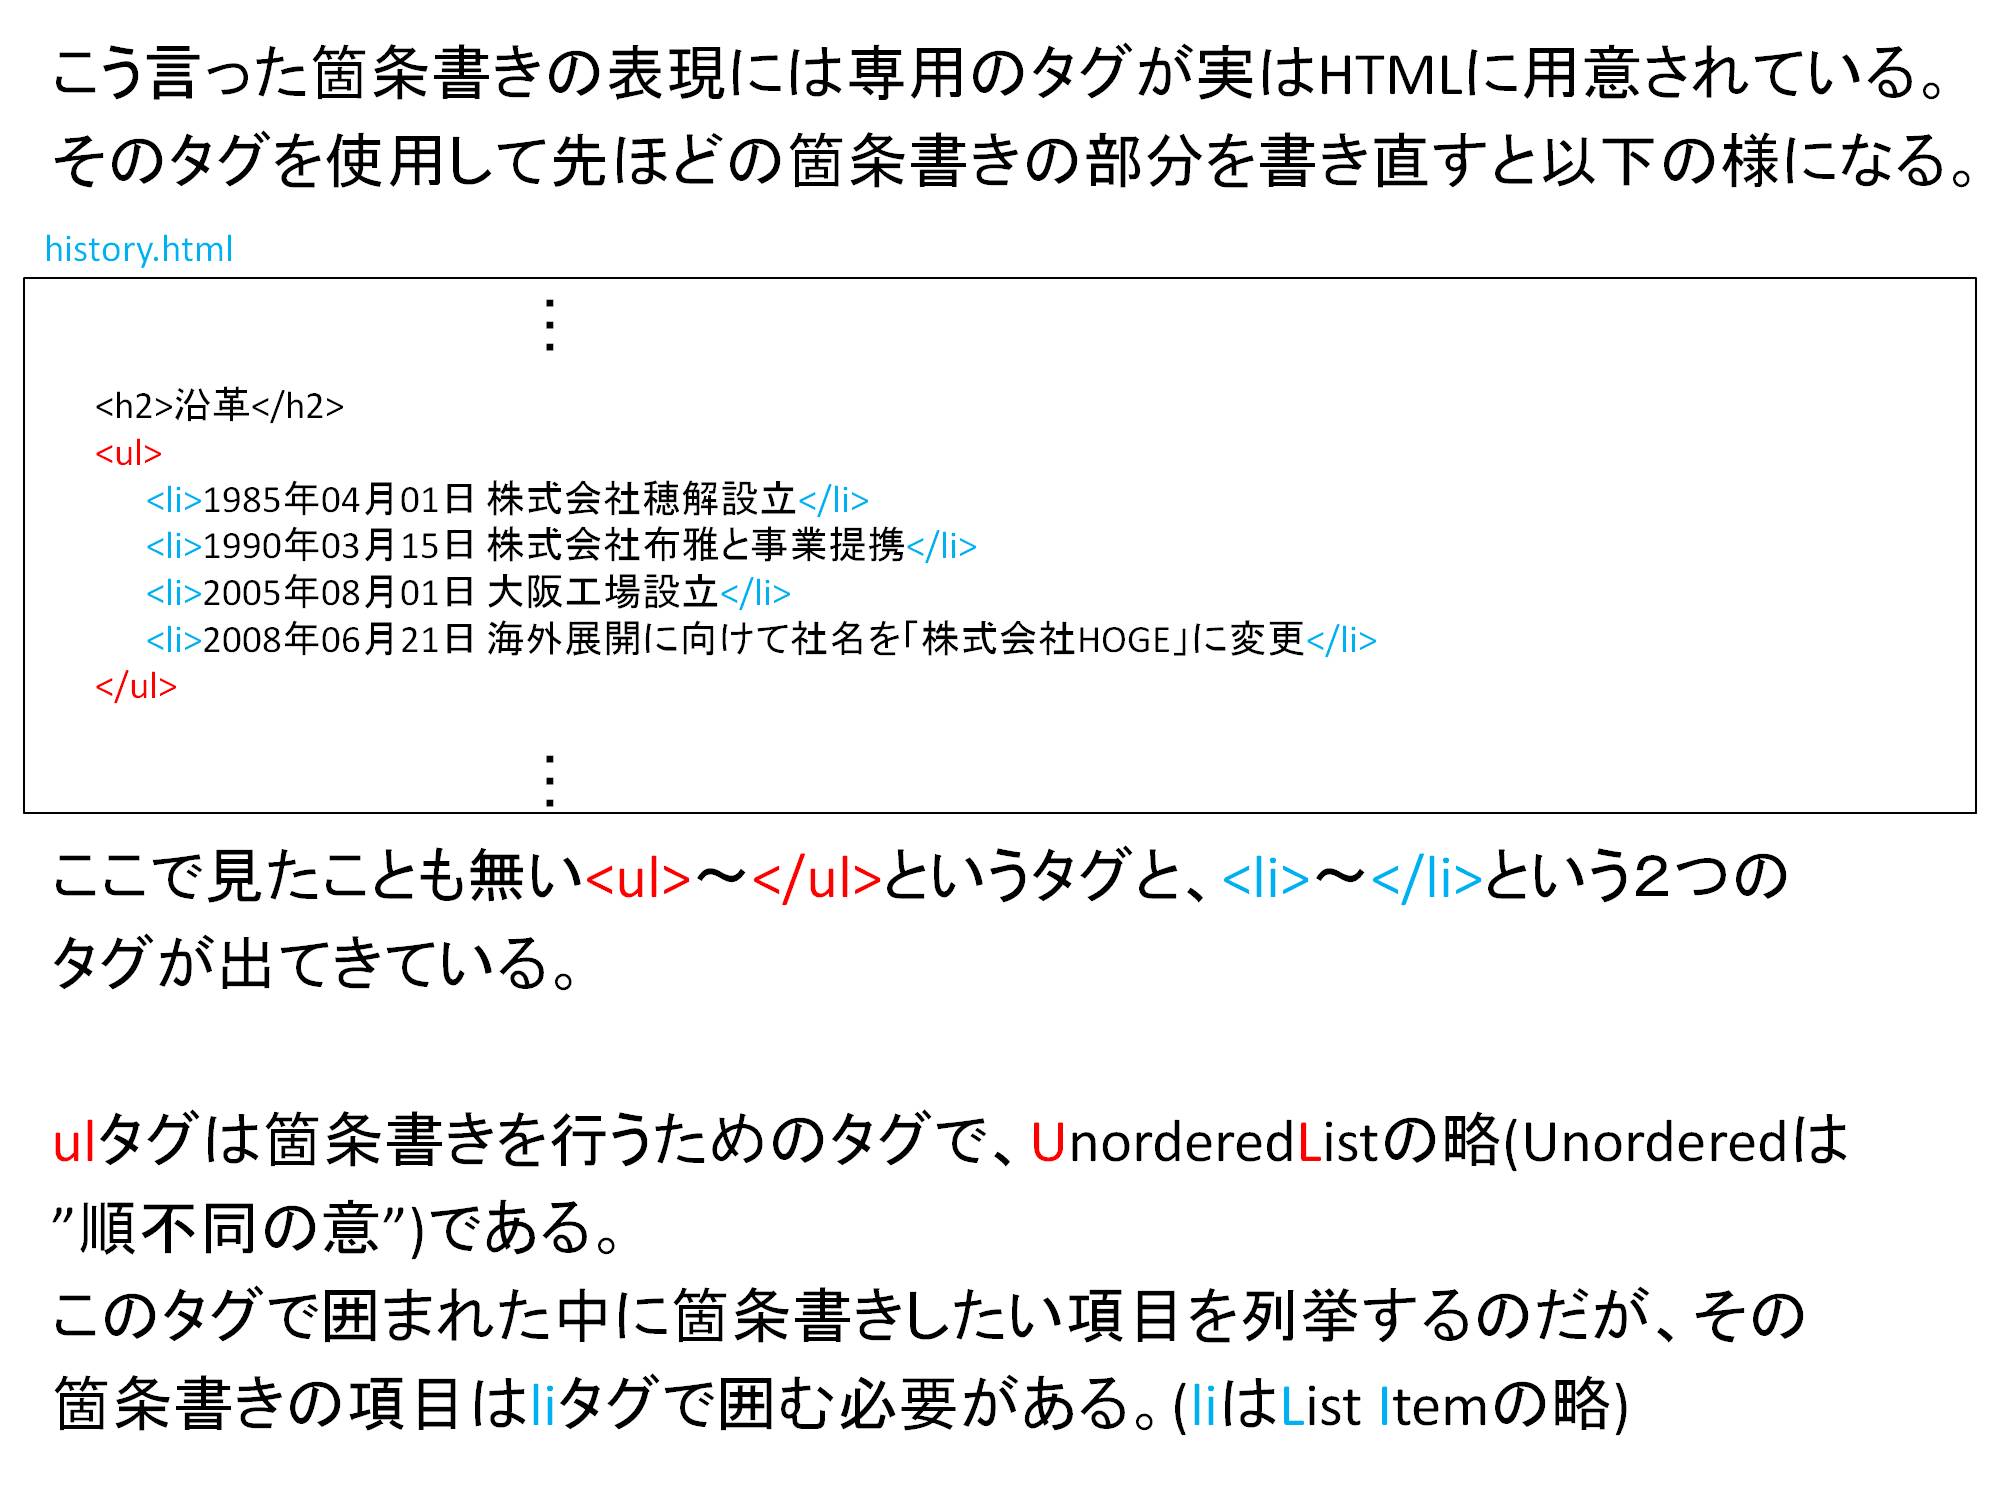 こう言った箇条書きの表現には専用のタグが実はHTMLに用意されている。
そのタグを使用して先ほどの箇条書きの部分を書き直すと以下の様になる。
history.html
⋮
<h2>沿革</h2>
<ul>
<li>1985年04月01日 株式会社穂解設立</li>
<li>1990年03月15日 株式会社布雅と事業提携</li>
<li>2005年08月01日 大阪工場設立</li>
<li>2008年06月21日 海外展開に向けて社名を「株式会社HOGE」に変更</li>
</ul>
⋮
ここで見たことも無い<ul>～</ul>というタグと、<li>～</li>という２つの
タグが出てきている。
ulタグは箇条書きを行うためのタグで、UnorderedListの略(Unorderedは
”順不同の意”)である。
このタグで囲まれた中に箇条書きしたい項目を列挙するのだが、その
箇条書きの項目はliタグで囲む必要がある。(liはList Itemの略)